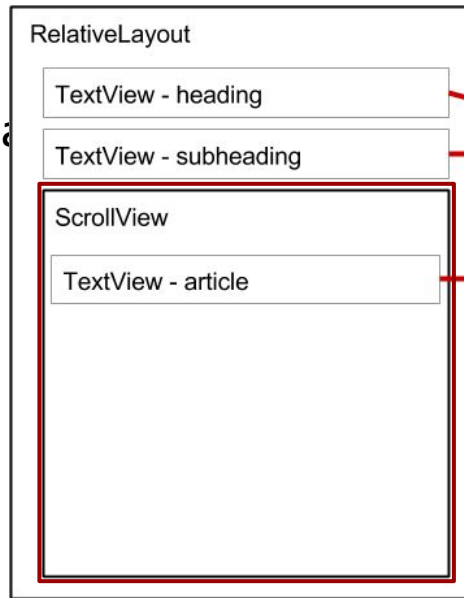 RelativeLayout
TextView - heading
TextView - subheading
ScrollView
TextView - article